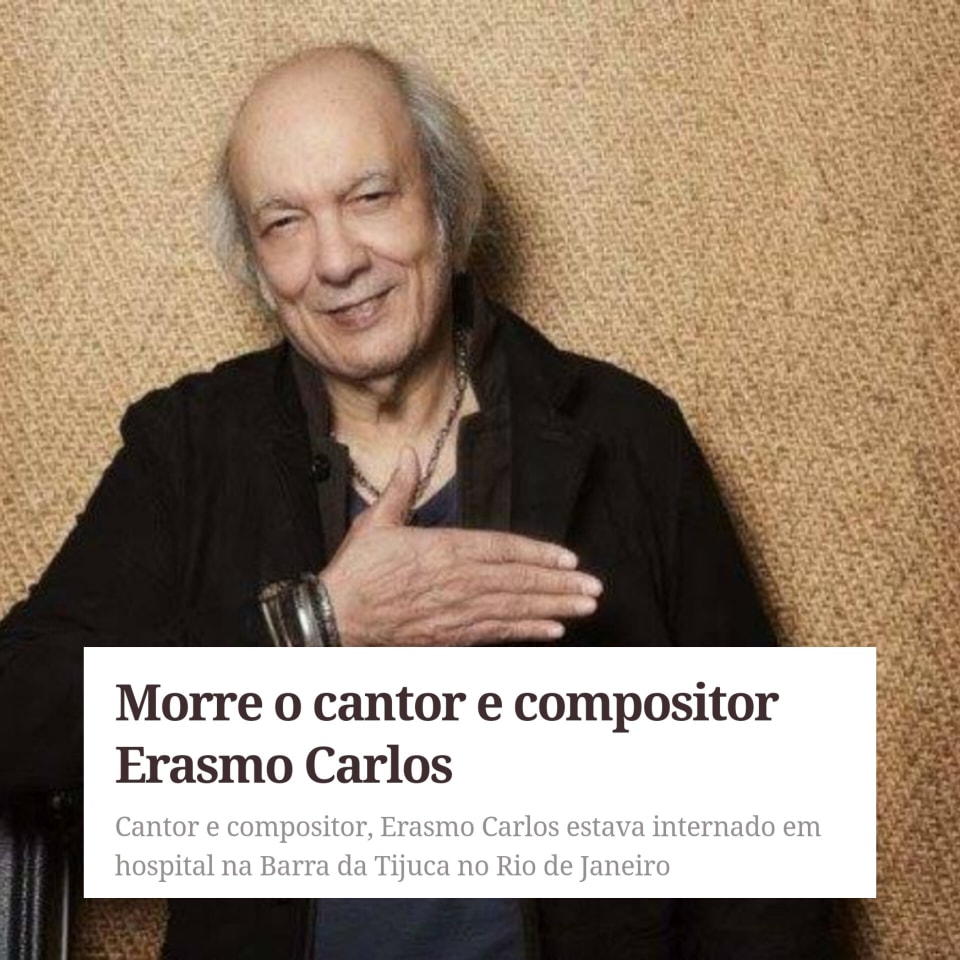 Morre o cantor e compositor
Erasmo Carlos
Cantor e compositor, Erasmo Carlos estava internado em
hospital na Barra da Tijuca no Rio de Janeiro